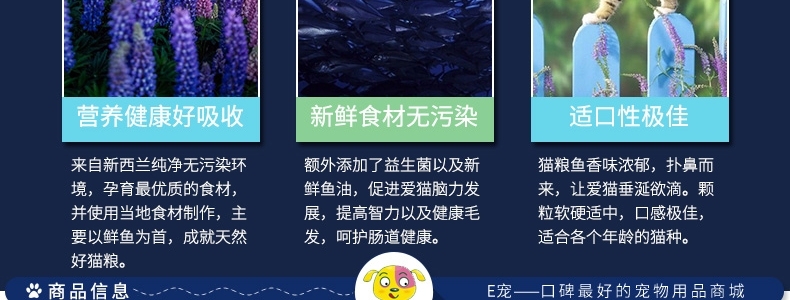 营养健康好吸收
来自新西兰纯净无污染环
境，孕育最优质的食材，
并使用当地食材制作，主
要以鲜鱼为首，成就天然
好猫粮。
新鲜食材无污染
额外添加了益生菌以及新
鲜鱼油，促进爱猫脑力发
展，提高智力以及健康毛
发，呵护肠道健康。
适口性极佳
猫粮鱼香味浓郁，扑鼻而
来，让爱猫垂涎欲滴。颗
粒软硬适中，口感极佳，
适合各个年龄的猫种。
商品信息
E宠——口碑最好的宠物用品商城